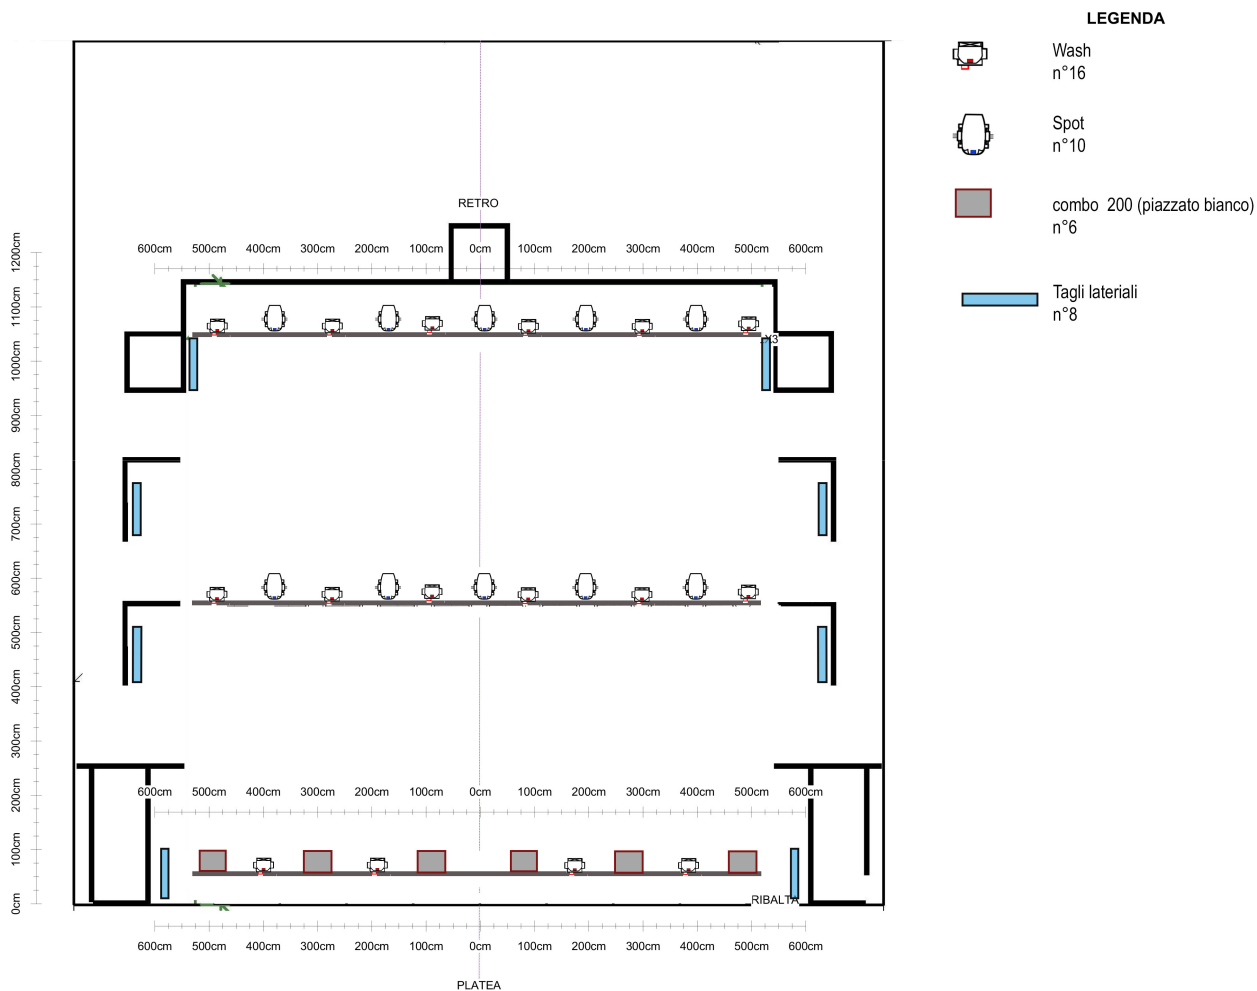 LEGENDA
Wash
n°16
Spot
n°10
combo 200 (piazzato bianco)
n°6
Tagli lateriali
n°8
RETRO
600cm 500cm 400cm 300cm 200cm 100cm 0cm 100cm 200cm 300cm 400cm 500cm 600cm
X3
1200cm
1100cm
1000cm
900cm
800cm
700cm
600cm
500cm
400cm
300cm
200cm
100cm
0cm
600cm 500cm 400cm 300cm 200cm 100cm 0cm 100cm 200cm 300cm 400cm 500cm 600cm
RIBALTA
600cm 500cm 400cm 300cm 200cm 100cm 0cm 100cm 200cm 300cm 400cm 500cm 600cm
PLATEA